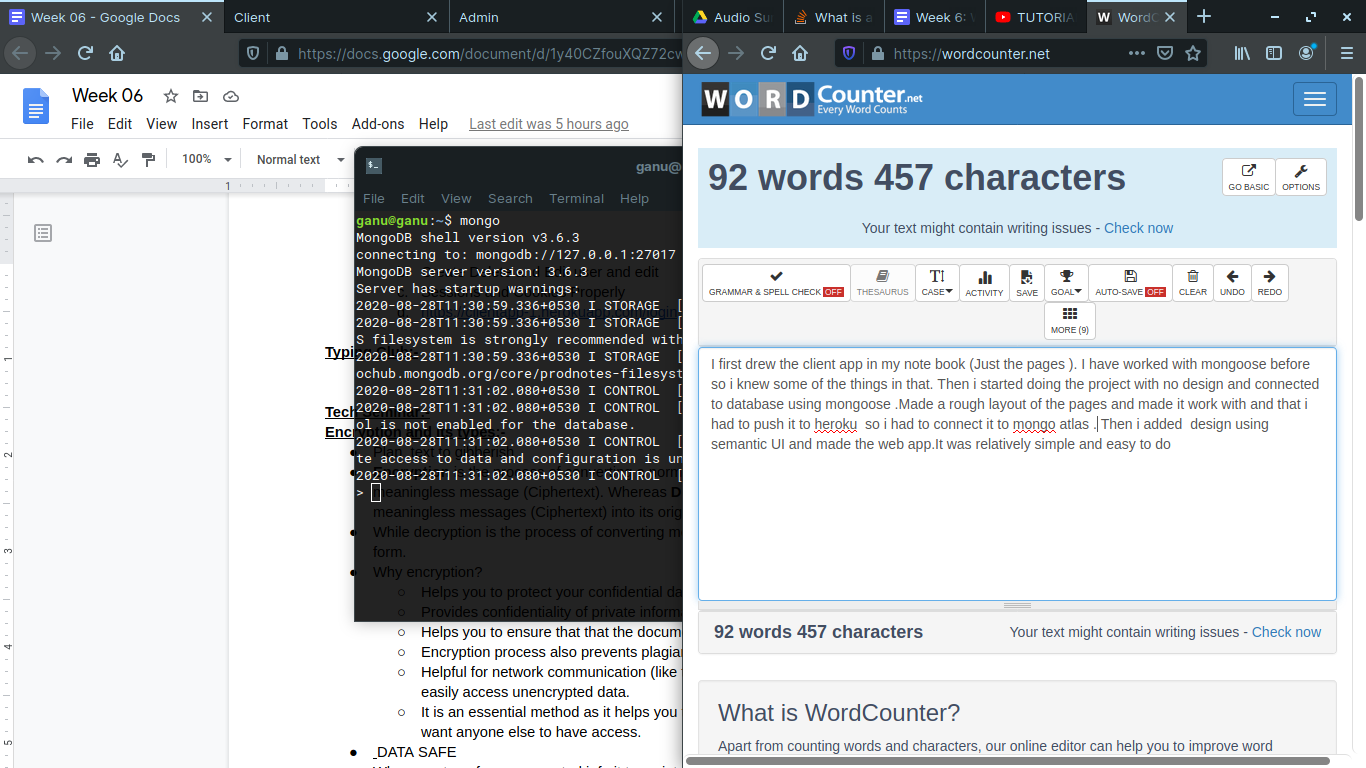 Week 06 - Google Docs
Client
Admin
Audio Su
What is a
Week 6:
TUTORIA
WordC
https://docs.google.com/document/d/1y40CZfouXQZ72cw
https://wordcounter.net
Week 06
File Edit View Insert Format Tools Add-ons Help Last edit was 5 hours ago
100% Normal text
1
ganu@
File Edit View Search Terminal Help
ganu@ganu:~$ mongo
MongoDB shell version v3.6.3
connecting to: mongodb://127.0.0.1:27017
MongoDB server version: 3.6.3
Server has startup warnings:
2020-08-28T11:30:59.336+0530 I STORAGE [
2020-08-28T11:30:59.336+0530 I STORAGE [
S filesystem is strongly recommended with
2020-08-28T11:30:59.336+0530 I STORAGE [
ochub.mongodb.org/core/prodnotes-filesyst
2020-08-28T11:31:02.080+0530 I CONTROL [
2020-08-28T11:31:02.080+0530 I CONTROL [
ol is not enabled for the database.
2020-08-28T11:31:02.080+0530 I CONTROL [
te access to data and configuration is un
2020-08-28T11:31:02.080+0530 I CONTROL [
>
and edit
Typi
Tech
Encryption
meaningless message (Ciphertext). Whereas D
meaningless messages (Ciphertext) into its orig
● While decryption is the process of converting m
form.
● Why encryption?
○ Helps you to protect your confidential da
○ Provides confidentiality of private inform
○ Helps you to ensure that that the docum
○ Encryption process also prevents plagiar
○ Helpful for network communication (like
easily access unencrypted data.
○ It is an essential method as it helps you
want anyone else to have access.
● DATA SAFE
1
2
3
4
5
WORD Counter.net
Every Word Counts
92 words 457 characters
GO BASIC OPTIONS
Your text might contain writing issues - Check now
GRAMMAR & SPELL CHECK OFF THESAURUS CASE ACTIVITY SAVE GOAL AUTO-SAVE OFF CLEAR UNDO REDO
MORE (9)
I first drew the client app in my note book (Just the pages ). I have worked with mongoose before
so i knew some of the things in that. Then i started doing the project with no design and connected
to database using mongoose .Made a rough layout of the pages and made it work with and that i
had to push it to heroku so i had to connect it to mongo atlas . Then i added design using
semantic UI and made the web app.It was relatively simple and easy to do
92 words 457 characters
Your text might contain writing issues - Check now
What is WordCounter?
Apart from counting words and characters, our online editor can help you to improve word